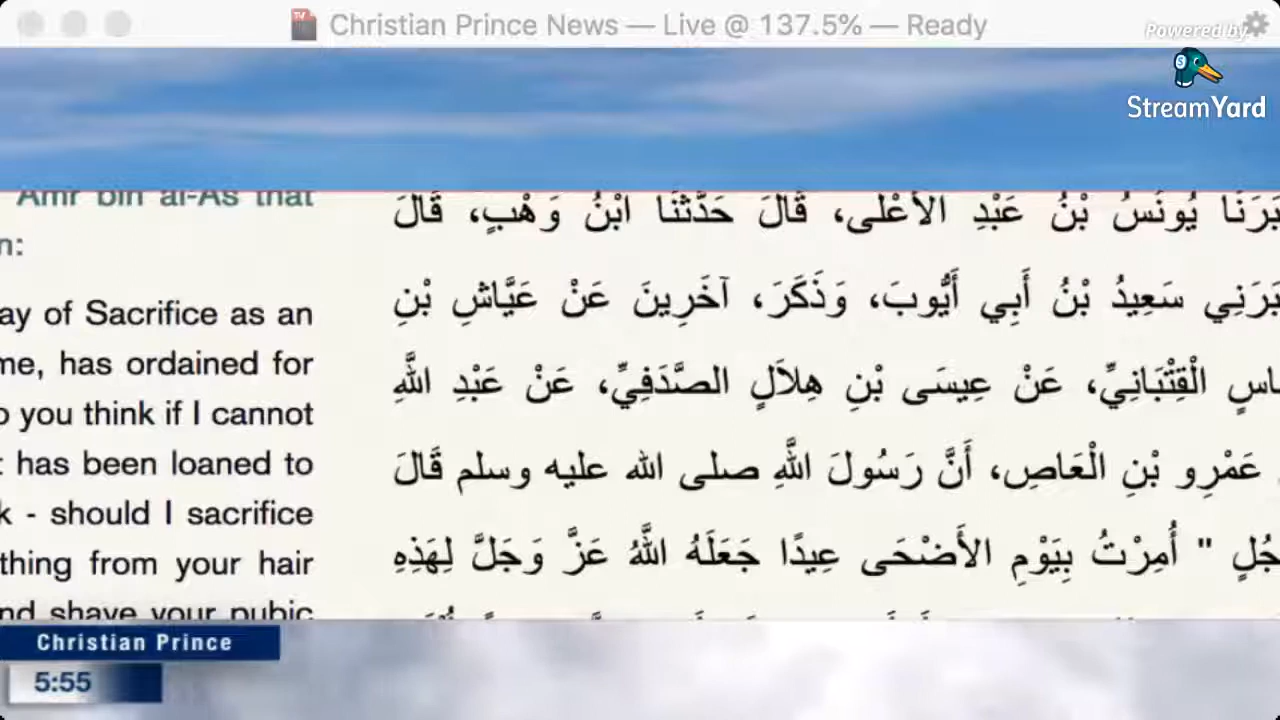 Christian Prince News — Live @ 137.5% — Ready
Powered by
StreamYard
Amr bin al-As that
n:
ay of Sacrifice as an
me, has ordained for
o you think if I cannot
t has been loaned to
k - should I sacrifice
thing from your hair
nd shave your pubic
بَرَنَا يُونُسُ بْنُ عَبْدِ الأَعْلَى، قَالَ حَدَّثَنَا ابْنُ وَهْبٍ، قَالَ
بَرَنِي سَعِيدُ بْنُ أَبِي أَيُّوبَ، وَذَكَرَ، آخَرِينَ عَنْ عَيَّاشِ بْنِ
اسٍ الْقِتْبَانِيِّ، عَنْ عِيسَى بْنِ هِلاَلٍ الصَّدَفِيِّ، عَنْ عَبْدِ اللَّهِ
عَمْرِو بْنِ الْعَاصِ، أَنَّ رَسُولَ اللَّهِ صلى الله عليه وسلم قَالَ
جُلٍ " أُمِرْتُ بِيَوْمِ الأَضْحَى عِيدًا جَعَلَهُ اللَّهُ عَزَّ وَجَلَّ لِهَذِهِ
Christian Prince
5:55